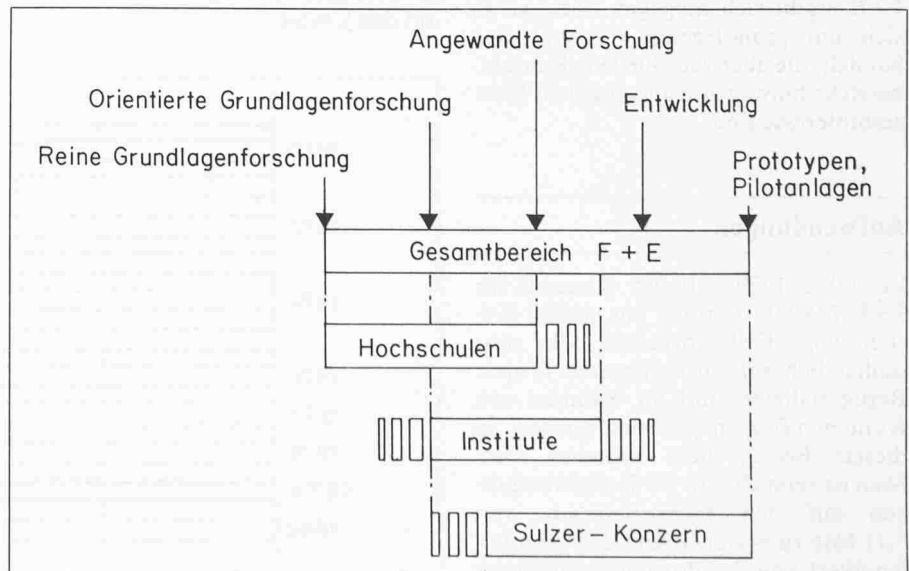 Angewandte Forschung
Orientierte Grundlagenforschung
Entwicklung
Reine Grundlagenforschung
Prototypen,
Pilotanlagen
Gesamtbereich F + E
Hochschulen
Institute
Sulzer – Konzern